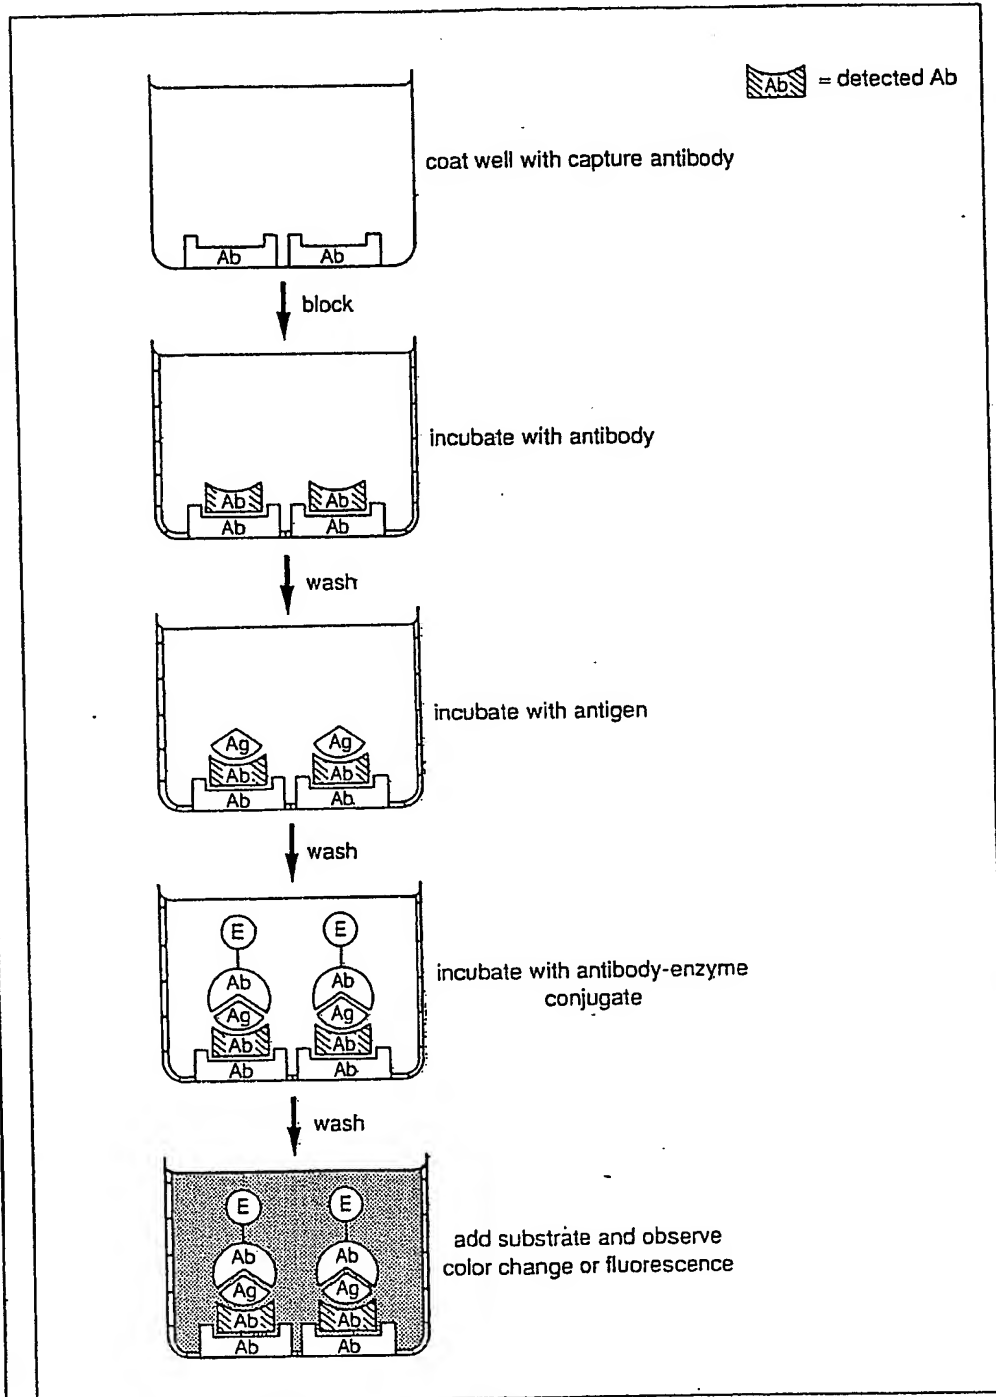 Ab = detected Ab
coat well with capture antibody
Ab Ab
block
incubate with antibody
Ab Ab
Ab Ab
wash
incubate with antigen
Ag Ag
Ab Ab
Ab Ab
wash
E E
incubate with antibody-enzyme
conjugate
Ab Ab
Ag Ag
Ab Ab
Ab Ab
wash
E E
add substrate and observe
color change or fluorescence
Ab Ab
Ag Ag
Ab Ab
Ab Ab